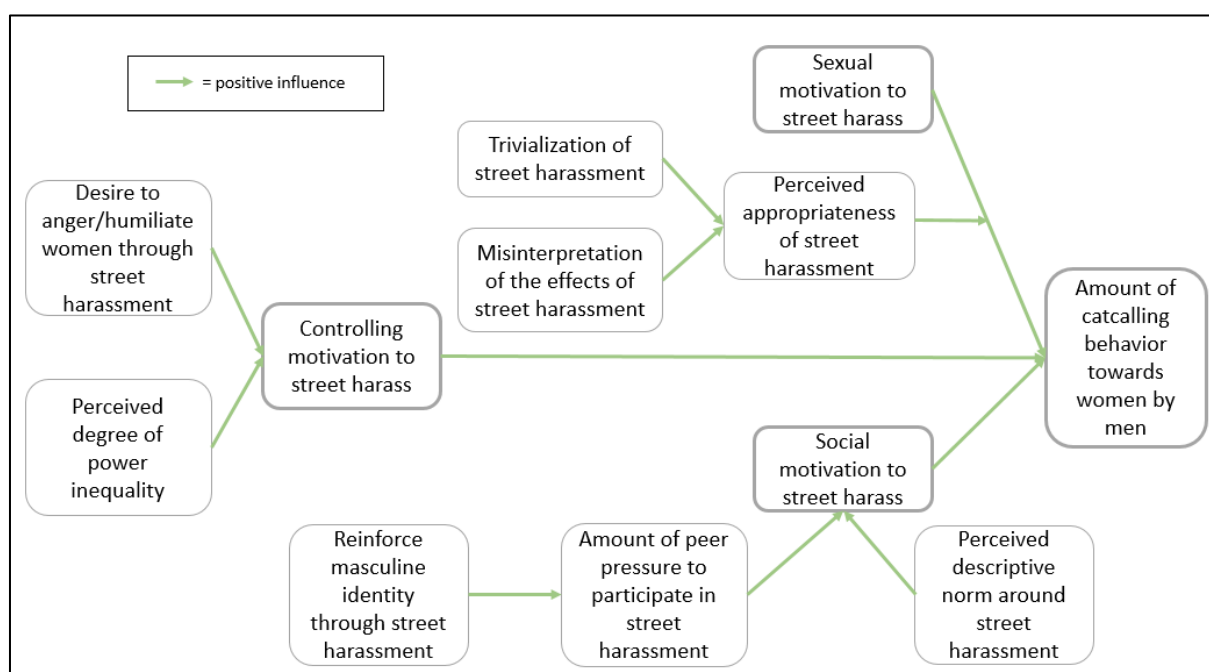 = positive influence
Sexual
motivation to
street harass
Trivialization of
street harassment
Desire to
anger/humiliate
women through
street
harassment
Perceived
appropriateness
of street
harassment
Misinterpretation
of the effects of
street harassment
Amount of
catcalling
behavior
towards
women by
men
Controlling
motivation to
street harass
Perceived
degree of
power
inequality
Social
motivation to
street harass
Reinforce
masculine
identity
through street
harassment
Amount of peer
pressure to
participate in
street
harassment
Perceived
descriptive
norm around
street
harassment